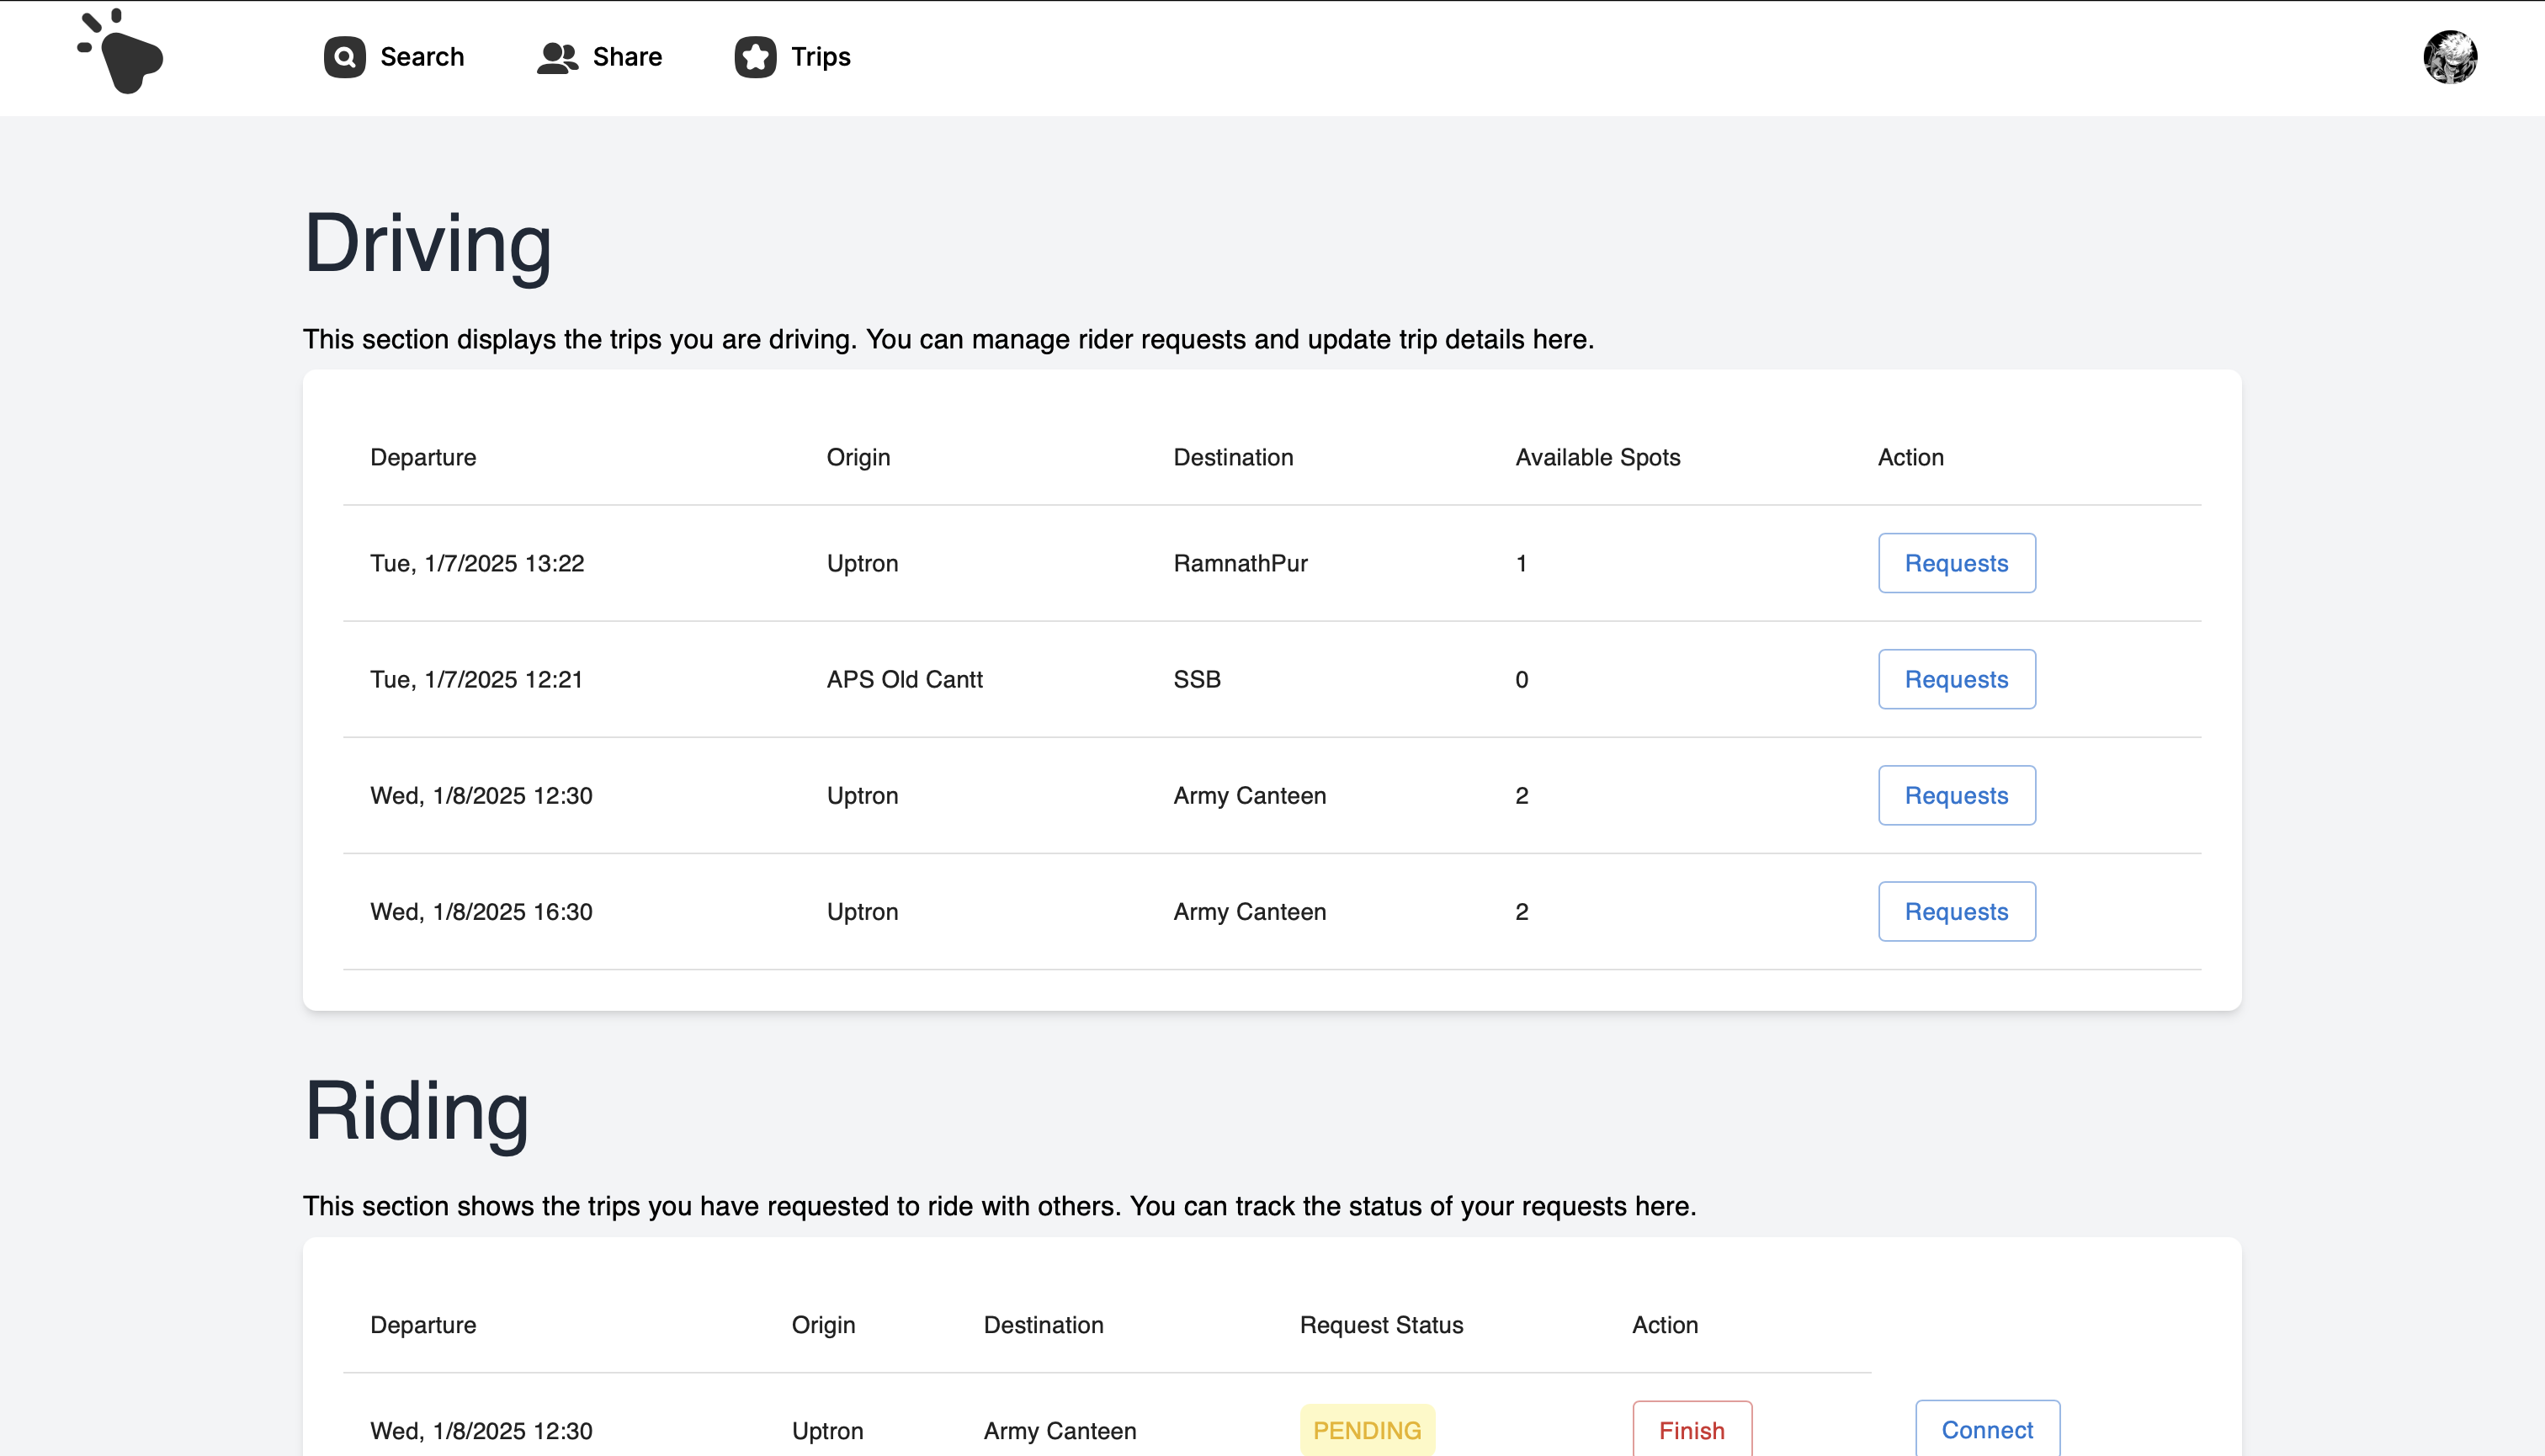 Search Share Trips
Driving
This section displays the trips you are driving. You can manage rider requests and update trip details here.
Departure Origin Destination Available Spots Action
Tue, 1/7/2025 13:22 Uptron RamnathPur 1 Requests
Tue, 1/7/2025 12:21 APS Old Cantt SSB 0 Requests
Wed, 1/8/2025 12:30 Uptron Army Canteen 2 Requests
Wed, 1/8/2025 16:30 Uptron Army Canteen 2 Requests
Riding
This section shows the trips you have requested to ride with others. You can track the status of your requests here.
Departure Origin Destination Request Status Action
Wed, 1/8/2025 12:30 Uptron Army Canteen PENDING Finish Connect